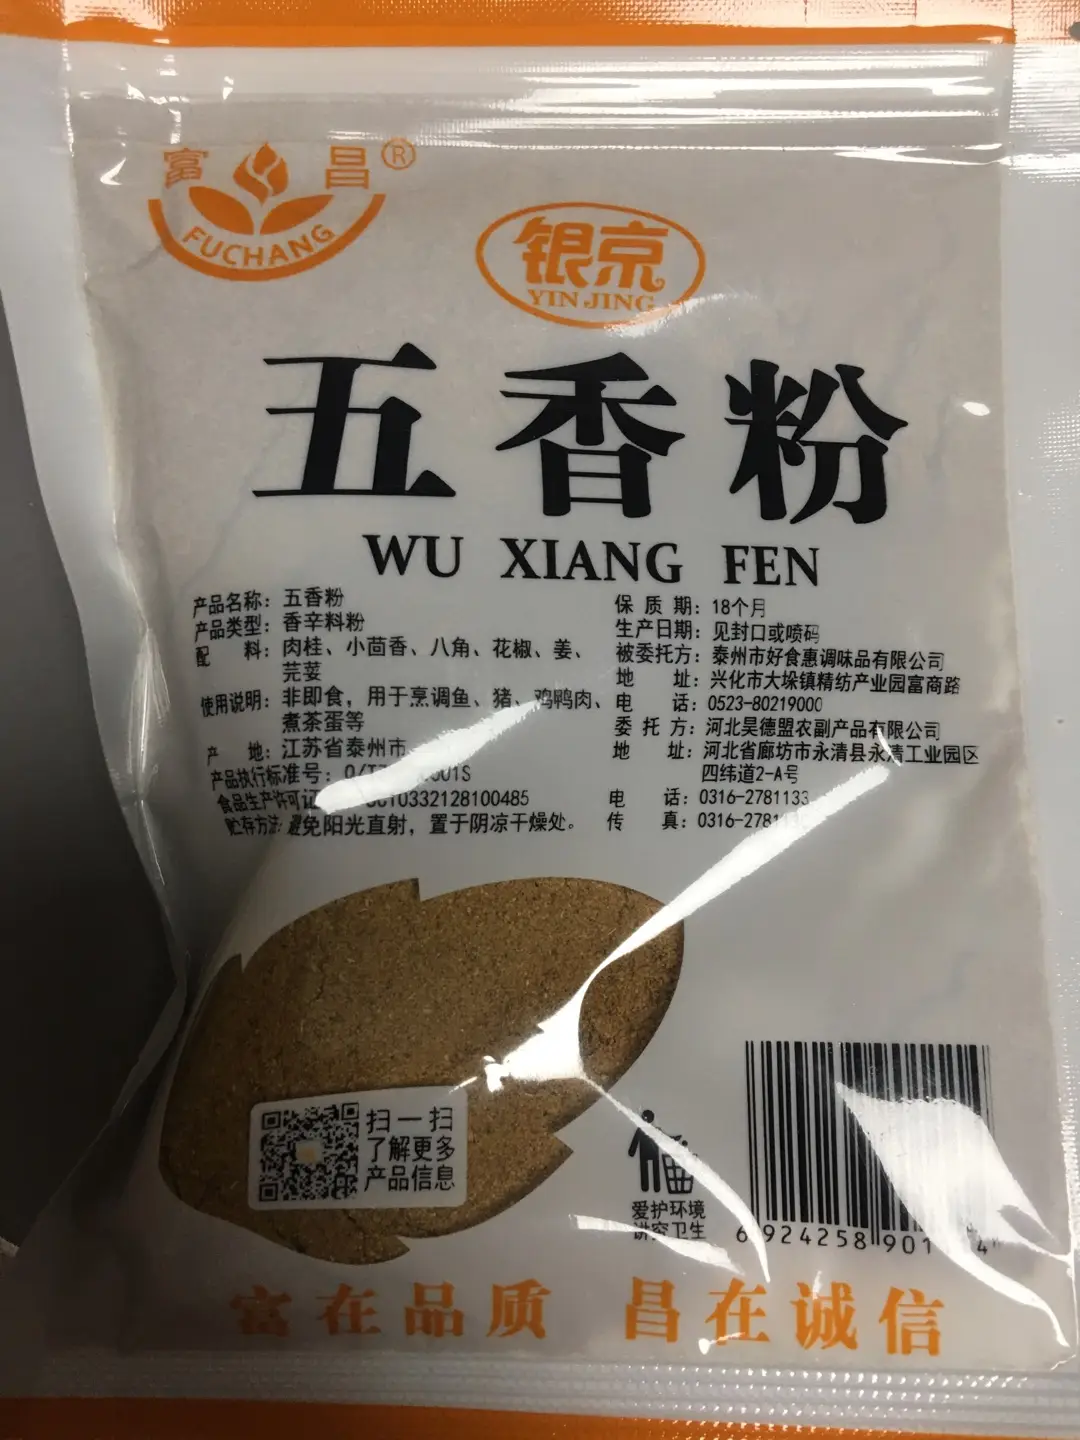 富昌®
FUCHANG
银京
YIN JING
五香粉
WU XIANG FEN
产品名称：五香粉
产品类型：香辛料粉
配 料：肉桂、小茴香、八角、花椒、姜、
芫荽
使用说明：非即食，用于烹调鱼、猪、鸡鸭肉、
煮茶蛋等
产 地：江苏省泰州市
产品执行标准号：
食品生产许可证
贮存方法：避免阳光直射，置于阴凉干燥处。
保 质 期：18个月
生产日期：见封口或喷码
被委托方：泰州市好食惠调味品有限公司
地 址：兴化市大垛镇精纺产业园富商路
电 话：0523-80219000
委 托 方：河北昊德盟农副产品有限公司
地 址：河北省廊坊市永清县永清工业园区
四纬道2-A号
电 话：0316-2781133
传 真：
扫一扫
了解更多
产品信息
爱护环境
讲究卫生
6 924258 901
富在品质 昌在诚信